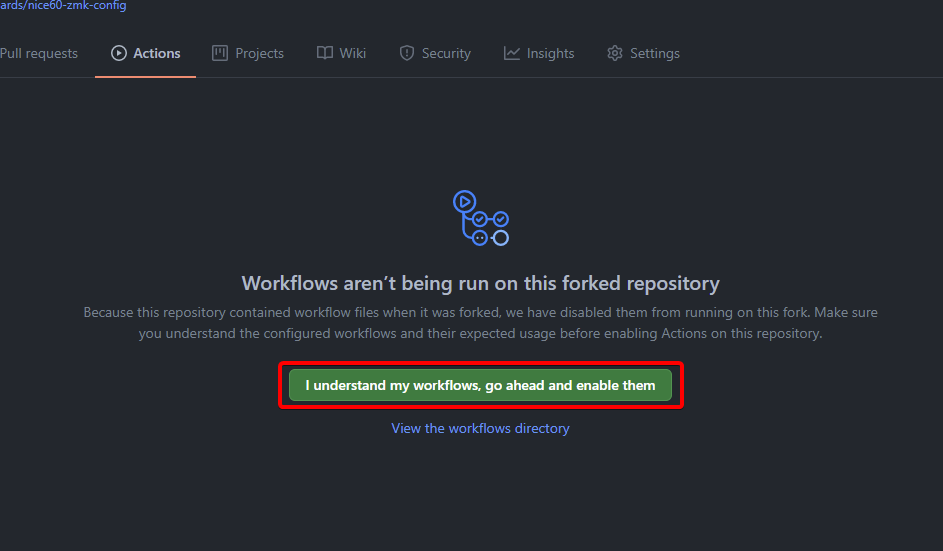 ards/nice60-zmk-config
Pull requests Actions Projects Wiki Security Insights Settings
Workflows aren’t being run on this forked repository
Because this repository contained workflow files when it was forked, we have disabled them from running on this fork. Make sure
you understand the configured workflows and their expected usage before enabling Actions on this repository.
I understand my workflows, go ahead and enable them
View the workflows directory